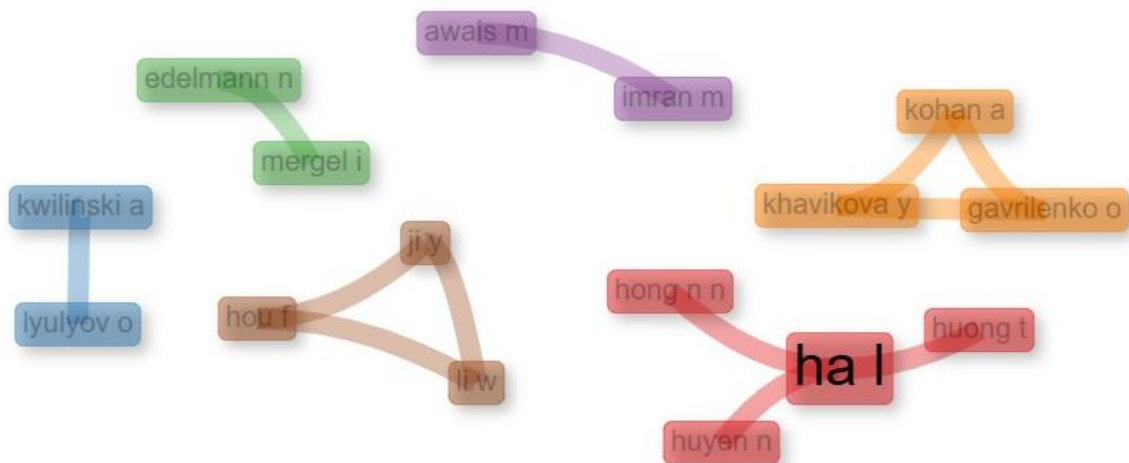 awais m
edelmann n
imran m
kohan a
mergel i
kwilinski a
khavikova y
gavrilenko o
ji y
hong n n
hou f
lyulyov o
huong t
ha l
li w
huyen n